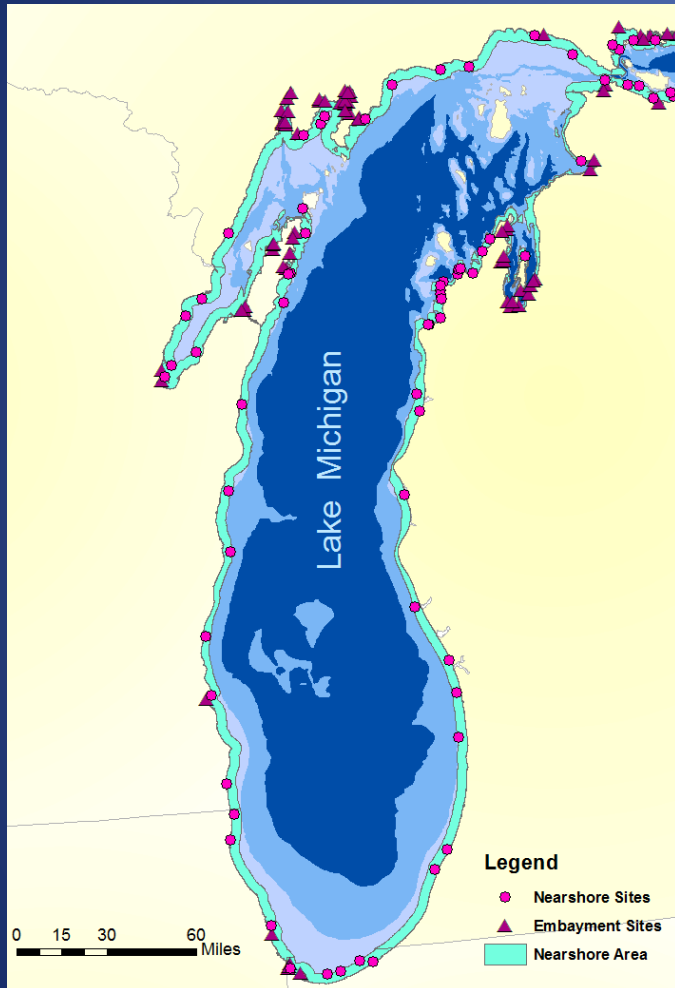 Lake Michigan
Legend
Nearshore Sites
Embayment Sites
Nearshore Area
0 15 30 60
Miles